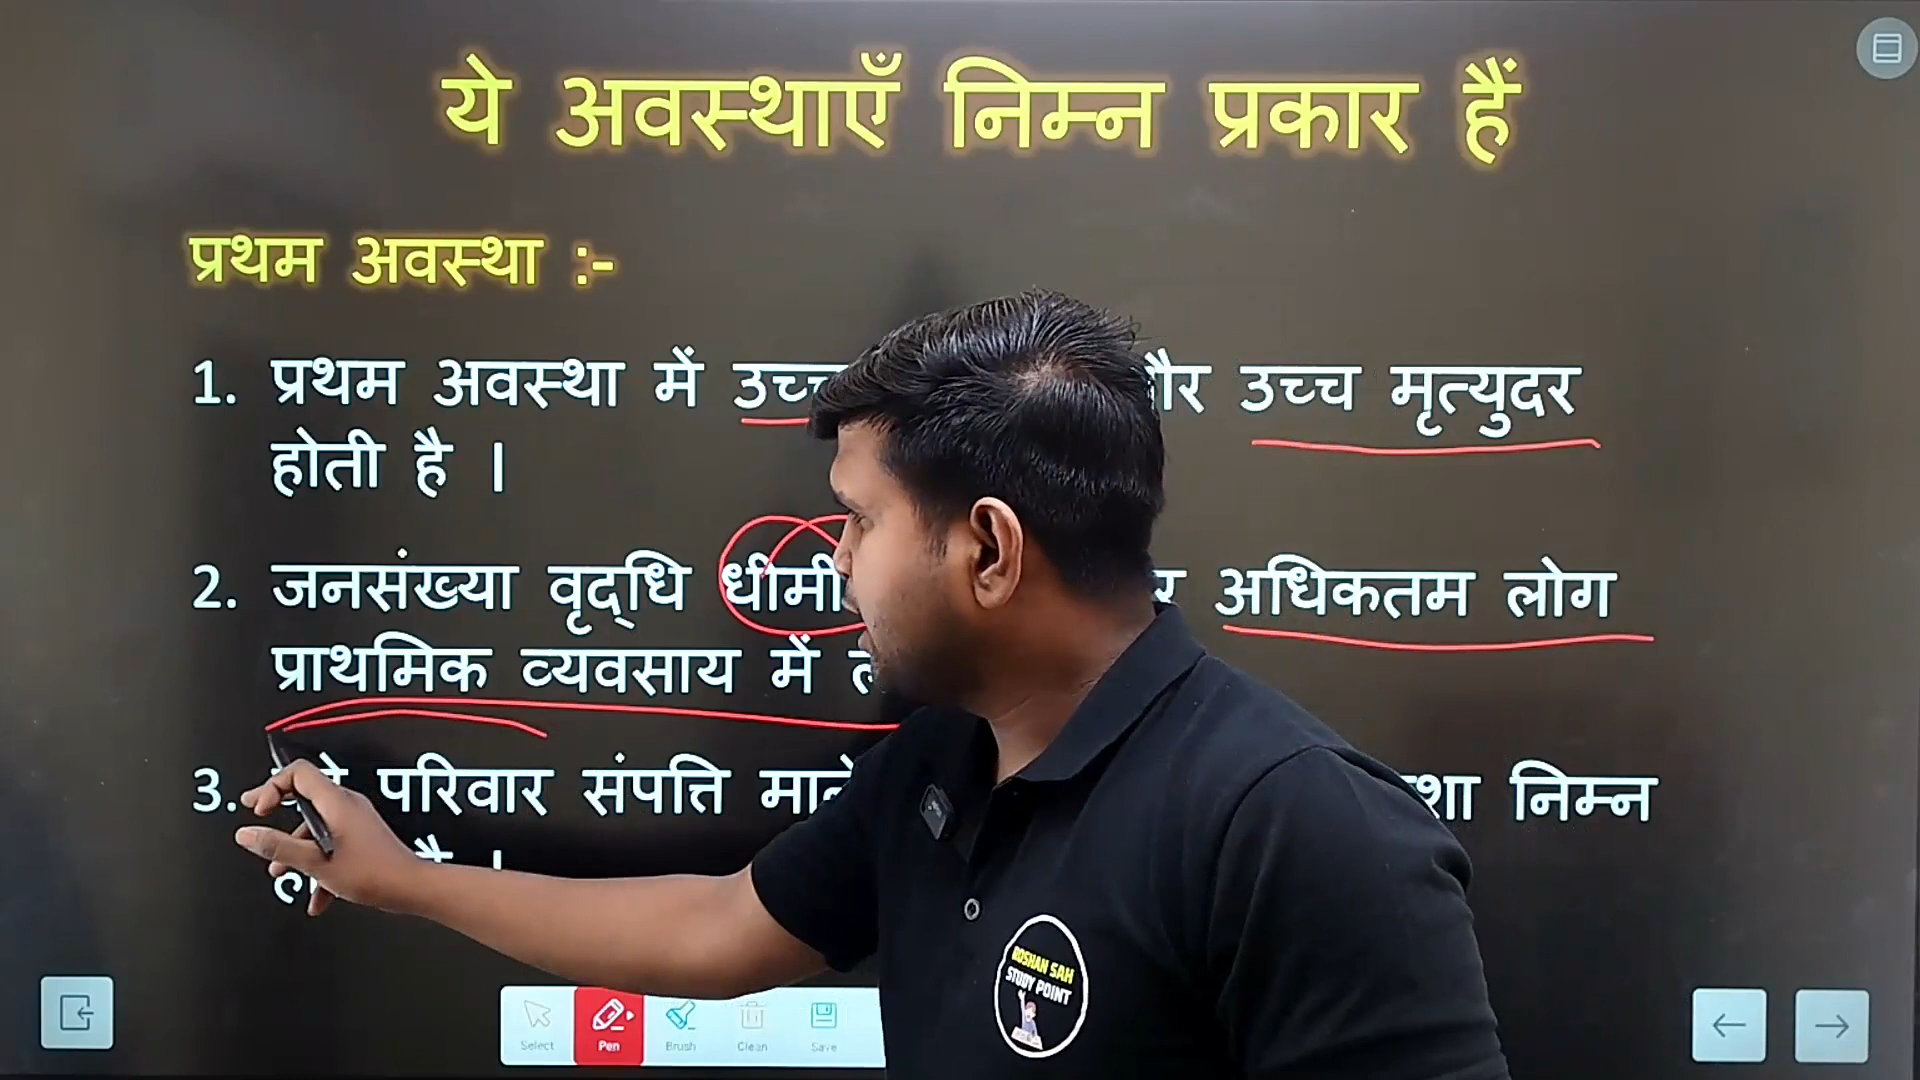 ये अवस्थाएँ निम्न प्रकार हैं
प्रथम अवस्था :-
1. प्रथम अवस्था में उच्च और उच्च मृत्युदर
होती है ।
2. जनसंख्या वृद्धि धीमी अधिकतम लोग
प्राथमिक व्यवसाय में
3. परिवार संपत्ति निम्न
है ।
ROSHAN SAH
STUDY POINT
Select Pen Brush Clean Save